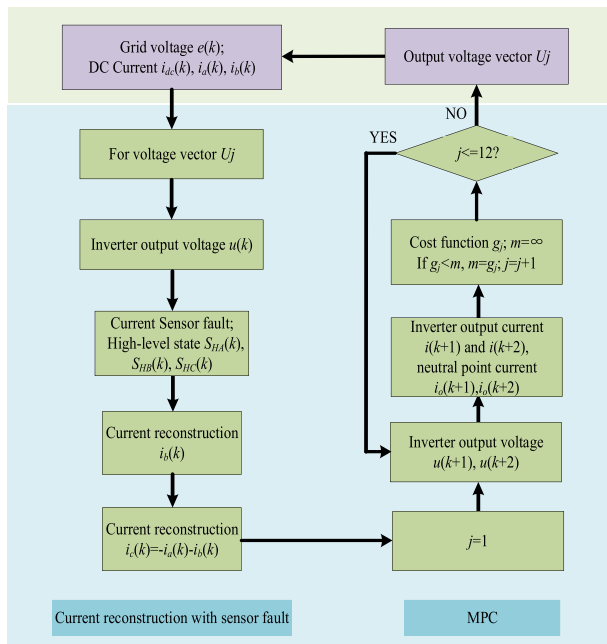 Grid voltage e(k);
DC Current i_dc(k), i_a(k), i_b(k)
For voltage vector Uj
Inverter output voltage u(k)
Current Sensor fault;
High-level state S_HA(k),
S_HB(k), S_HC(k)
Current reconstruction
i_b(k)
Current reconstruction
i_c(k)=-i_a(k)-i_b(k)
Current reconstruction with sensor fault
Output voltage vector Uj
NO
YES
j<=12?
Cost function g_j; m=∞
If g_j<m, m=g_j; j=j+1
Inverter output current
i(k+1) and i(k+2),
neutral point current
i_o(k+1),i_o(k+2)
Inverter output voltage
u(k+1), u(k+2)
j=1
MPC